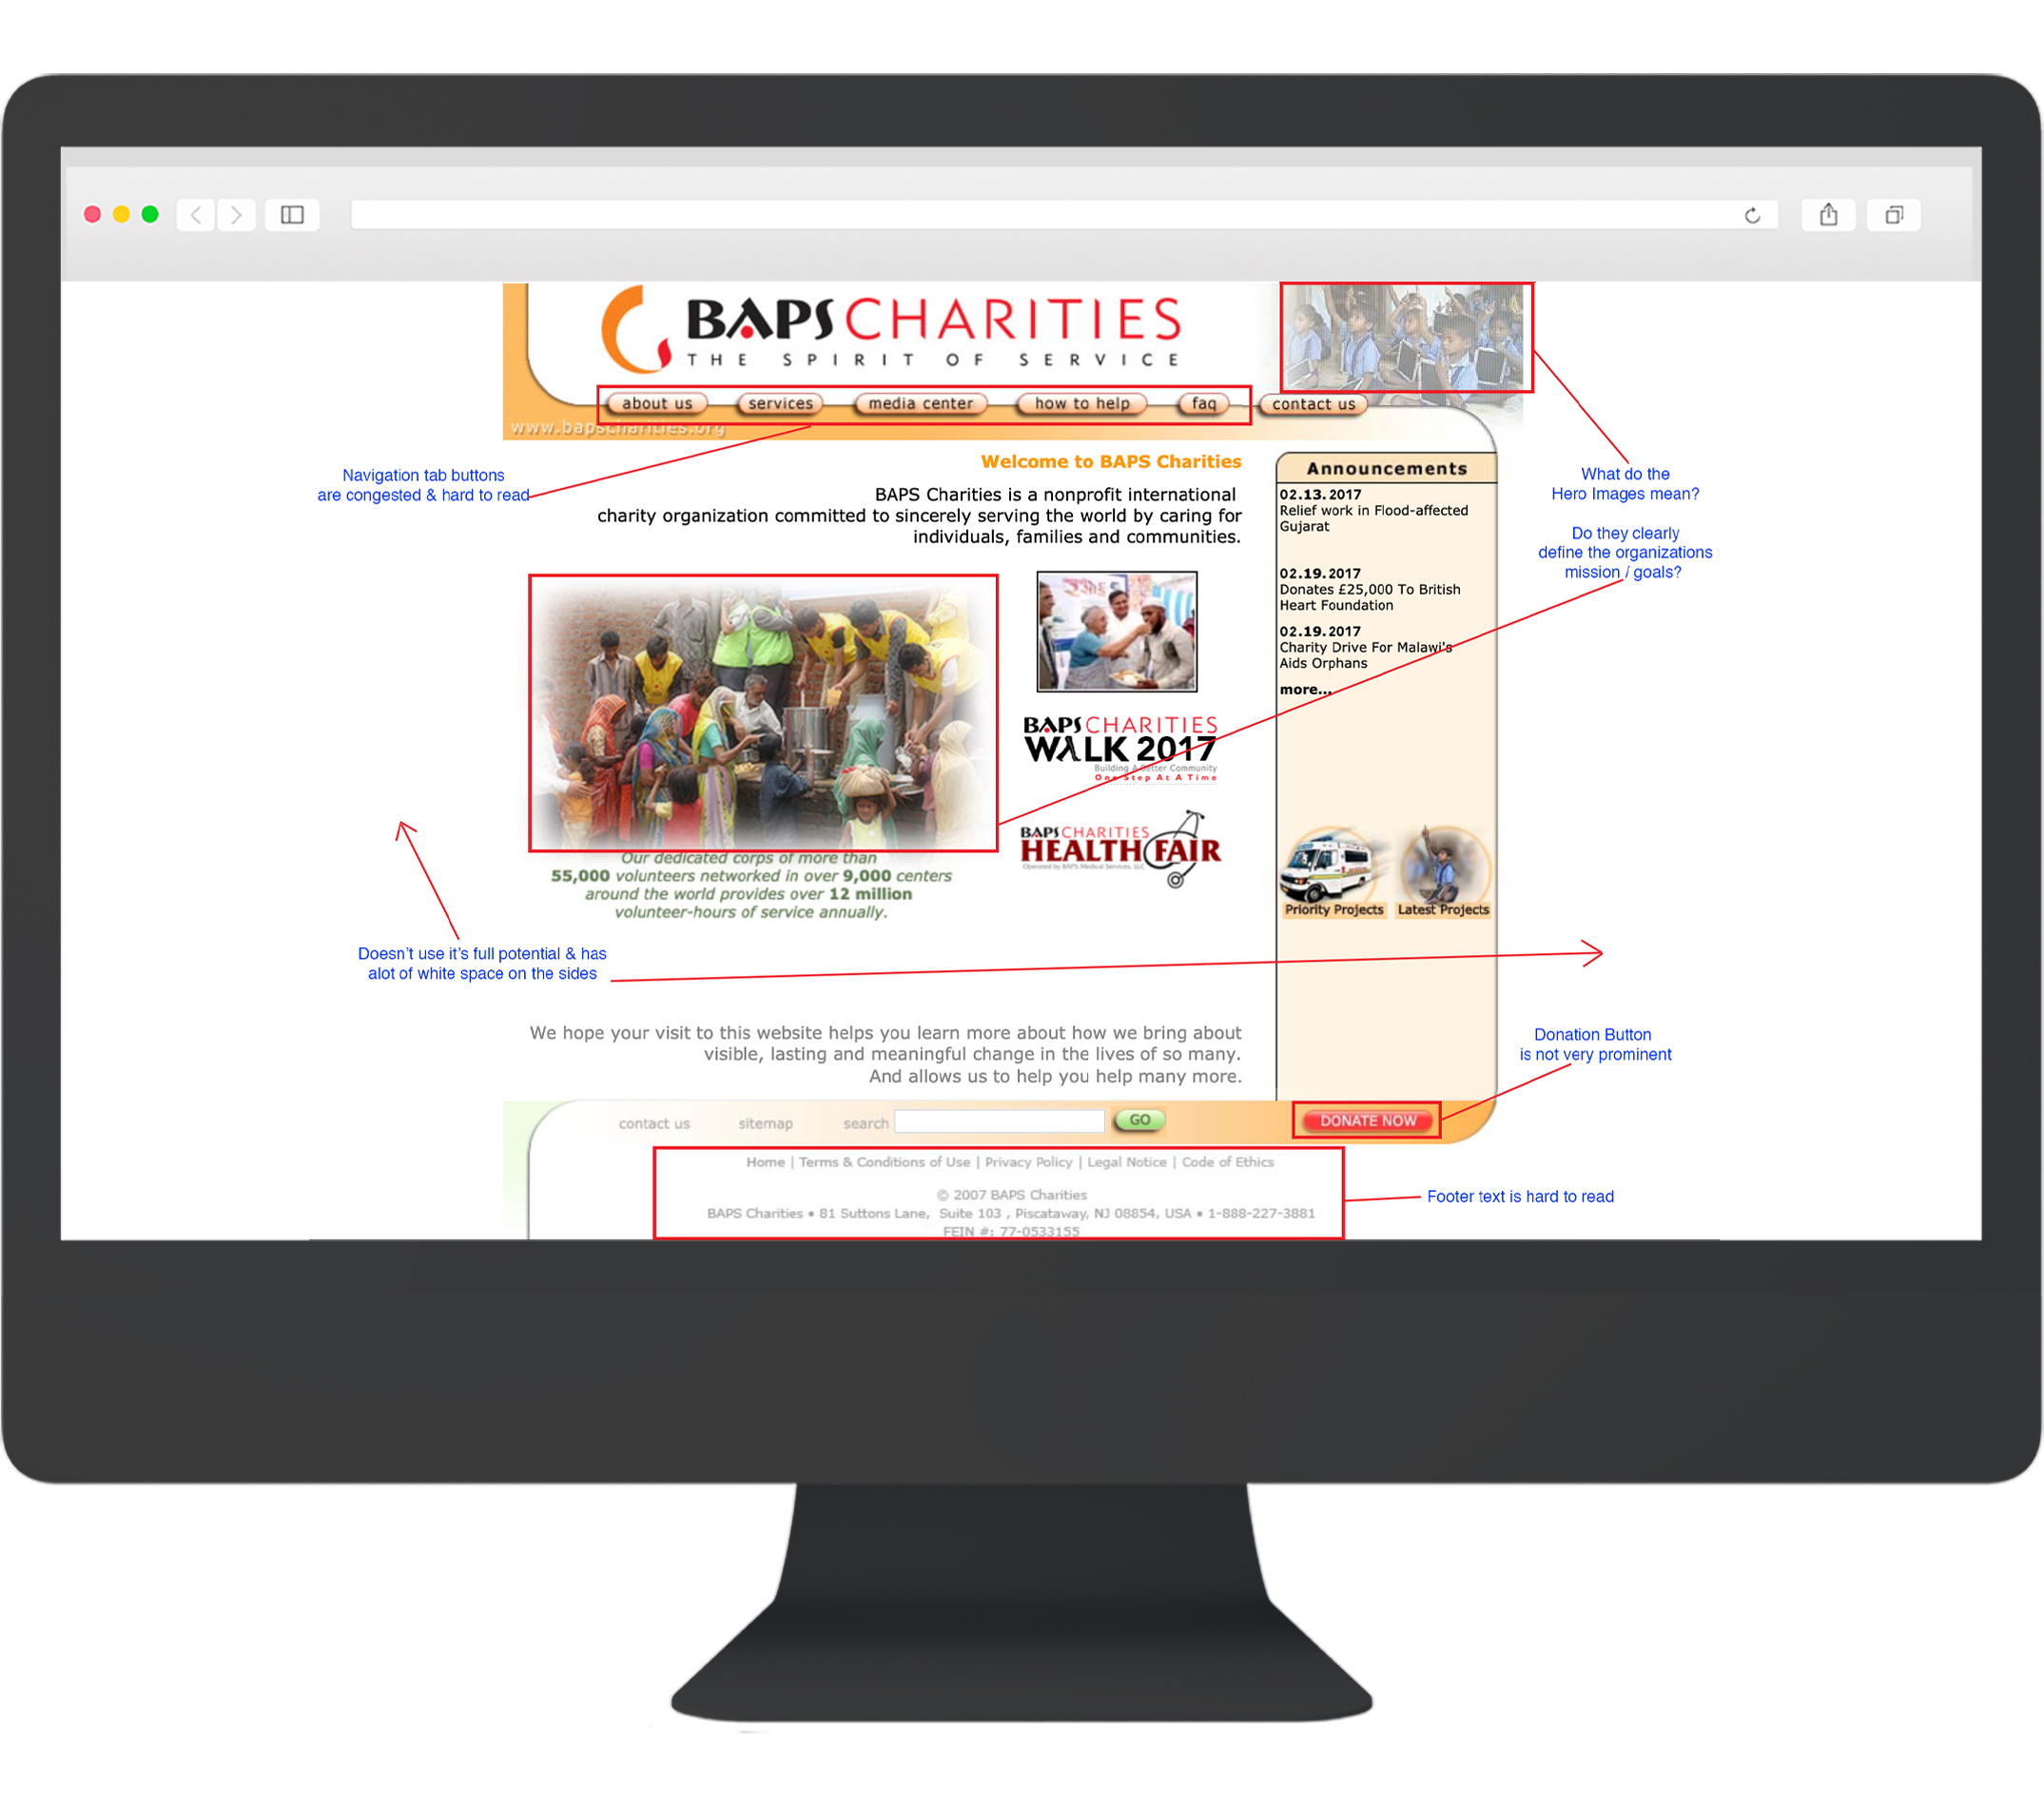 BAPS CHARITIES
THE SPIRIT OF SERVICE
about us
services
media center
how to help
faq
contact us
www.bapscharities.org
Navigation tab buttons
are congested & hard to read
Welcome to BAPS Charities
BAPS Charities is a nonprofit international
charity organization committed to sincerely serving the world by caring for
individuals, families and communities.
Announcements
02.13.2017
Relief work in Flood-affected
Gujarat
02.19.2017
Donates £25,000 To British
Heart Foundation
02.19.2017
Charity Drive For Malawi's
Aids Orphans
more...
What do the
Hero Images mean?
Do they clearly
define the organizations
mission / goals?
BAPS CHARITIES
WALK 2017
Building A Better Community
One Step At A Time
BAPS CHARITIES
HEALTH FAIR
Operated by BAPS Medical Services, LLC
Our dedicated corps of more than
55,000 volunteers networked in over 9,000 centers
around the world provides over 12 million
volunteer-hours of service annually.
Priority Projects
Latest Projects
Doesn't use it's full potential & has
alot of white space on the sides
We hope your visit to this website helps you learn more about how we bring about
visible, lasting and meaningful change in the lives of so many.
And allows us to help you help many more.
Donation Button
is not very prominent
contact us
sitemap
search
GO
DONATE NOW
Home | Terms & Conditions of Use | Privacy Policy | Legal Notice | Code of Ethics
© 2007 BAPS Charities
BAPS Charities • 81 Suttons Lane, Suite 103 , Piscataway, NJ 08854, USA • 1-888-227-3881
FEIN #: 77-0533155
Footer text is hard to read